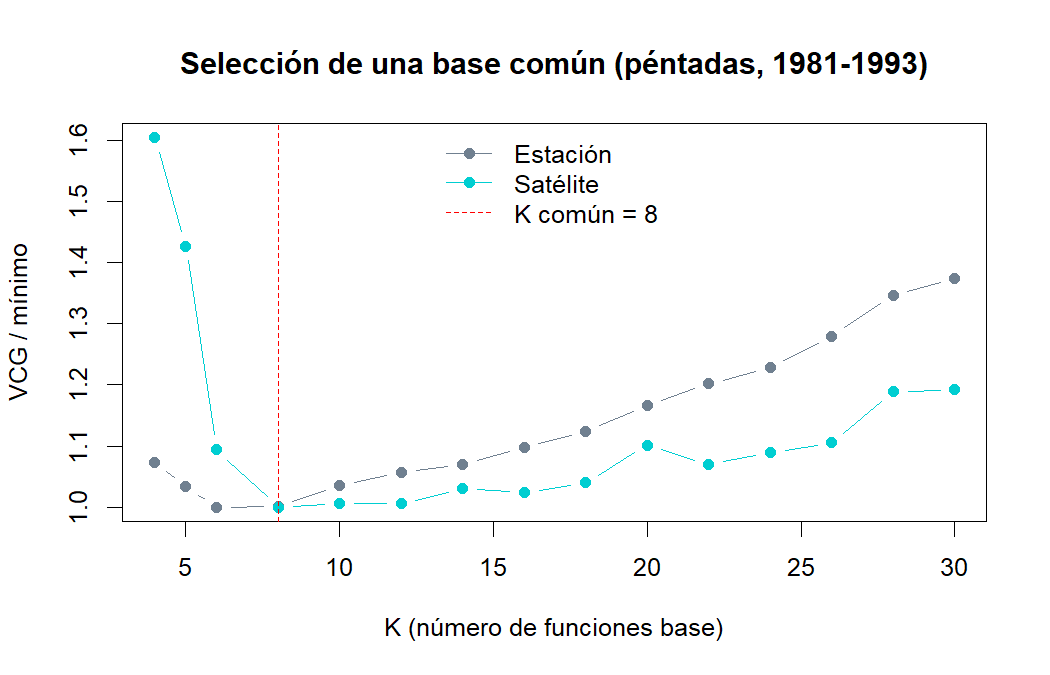 Selección de una base común (péntadas, 1981-1993)
VCG / mínimo
1.6
1.5
1.4
1.3
1.2
1.1
1.0
Estación
Satélite
K común = 8
5 10 15 20 25 30
K (número de funciones base)